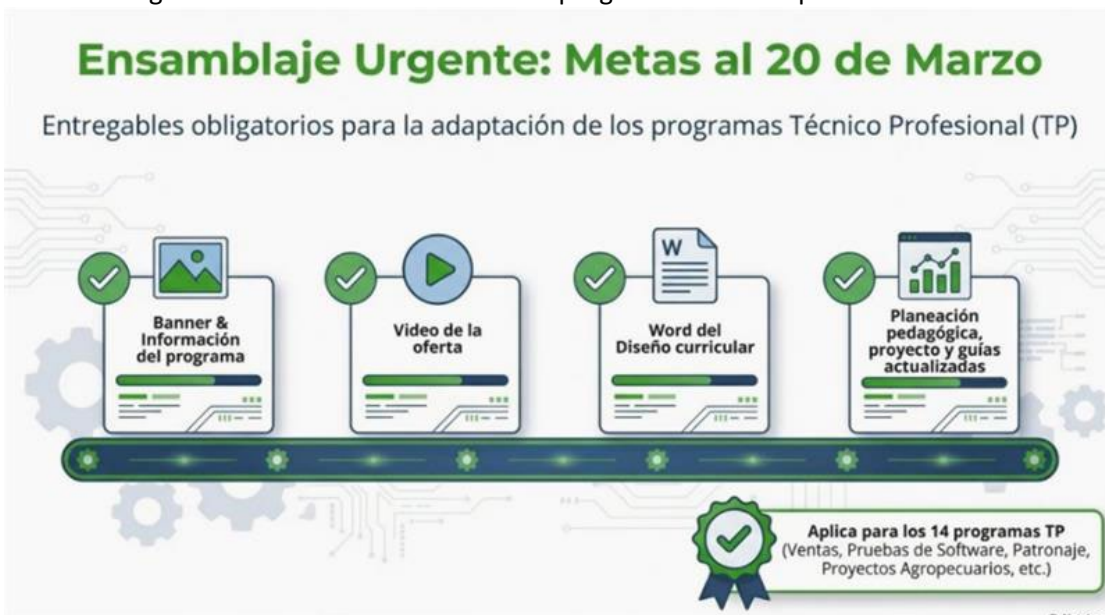 Ensamblaje Urgente: Metas al 20 de Marzo
Entregables obligatorios para la adaptación de los programas Técnico Profesional (TP)
Banner &
Información
del programa
Video de la
oferta
W
Word del
Diseño curricular
Planeación
pedagógica,
proyecto y guías
actualizadas
Aplica para los 14 programas TP
(Ventas, Pruebas de Software, Patronaje,
Proyectos Agropecuarios, etc.)